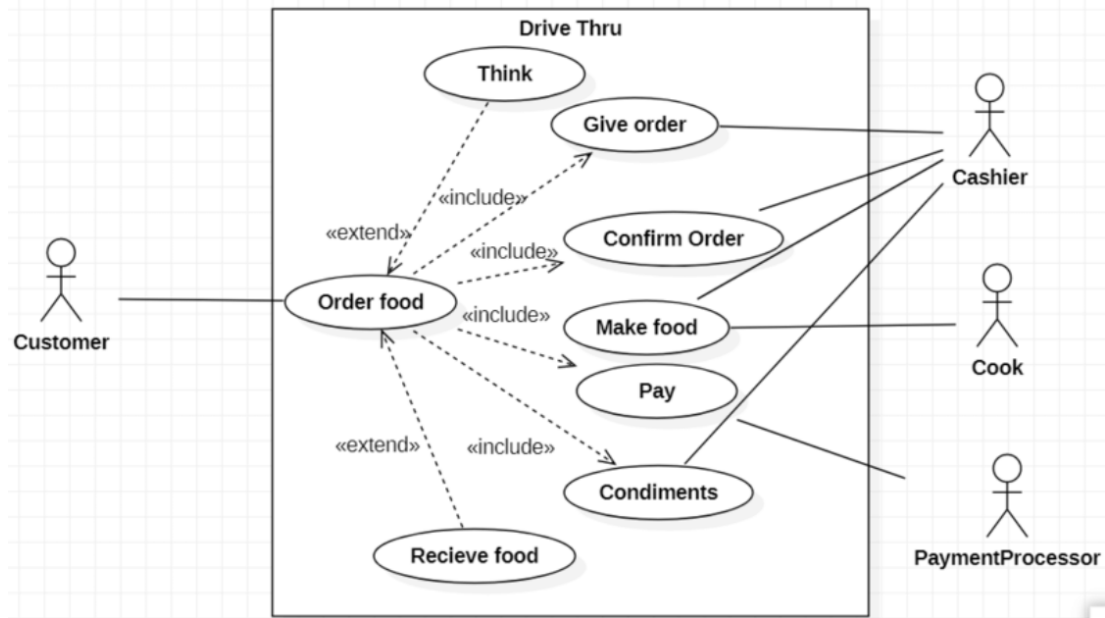 Drive Thru
Think
Give order
«include»
«extend»
Confirm Order
«include»
Order food
«include»
Make food
Pay
«extend»
«include»
Condiments
Recieve food
Customer
Cashier
Cook
PaymentProcessor